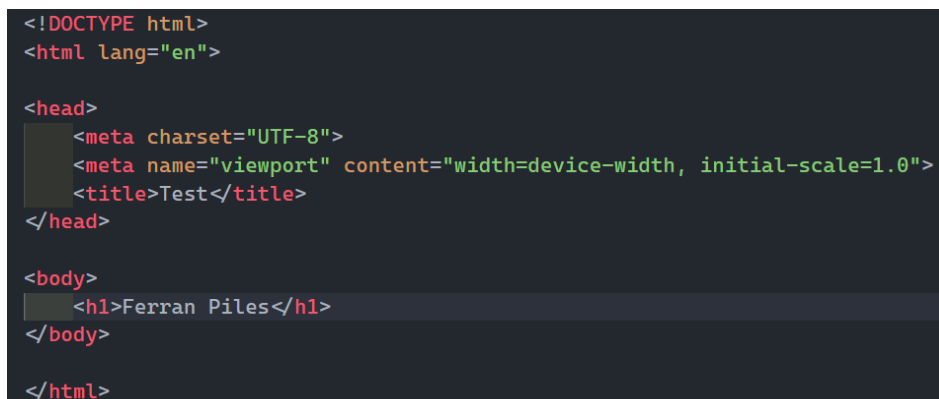 <!DOCTYPE html>
<html lang="en">
<head>
<meta charset="UTF-8">
<meta name="viewport" content="width=device-width, initial-scale=1.0">
<title>Test</title>
</head>
<body>
<h1>Ferran Piles</h1>
</body>
</html>